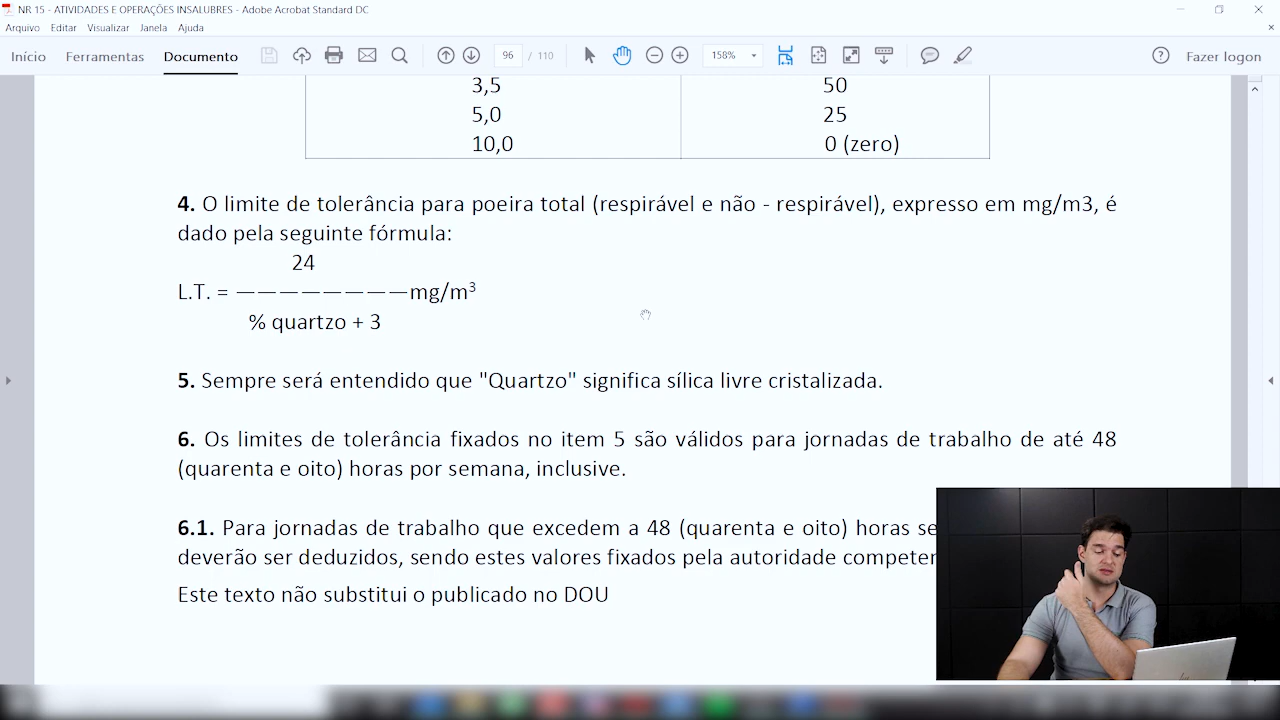 NR 15 - ATIVIDADES E OPERAÇÕES INSALUBRES - Adobe Acrobat Standard DC
Arquivo Editar Visualizar Janela Ajuda
Início Ferramentas Documento 96 / 110 158% Fazer logon
3,5 50
5,0 25
10,0 0 (zero)
4. O limite de tolerância para poeira total (respirável e não - respirável), expresso em mg/m3, é
dado pela seguinte fórmula:
24
L.T. = ————————mg/m³
% quartzo + 3
5. Sempre será entendido que "Quartzo" significa sílica livre cristalizada.
6. Os limites de tolerância fixados no item 5 são válidos para jornadas de trabalho de até 48
(quarenta e oito) horas por semana, inclusive.
6.1. Para jornadas de trabalho que excedem a 48 (quarenta e oito) horas se
deverão ser deduzidos, sendo estes valores fixados pela autoridade competen
Este texto não substitui o publicado no DOU